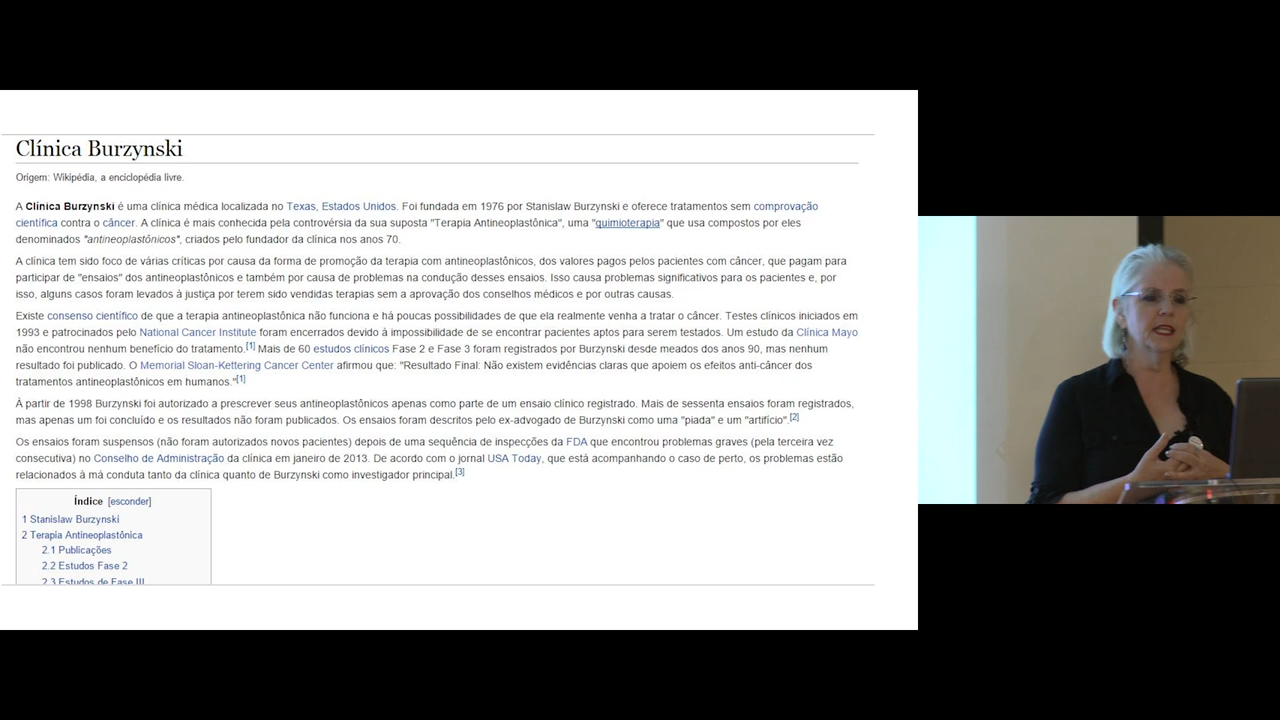 Clínica Burzynski
Origem: Wikipédia, a enciclopédia livre.
A Clínica Burzynski é uma clínica médica localizada no Texas, Estados Unidos. Foi fundada em 1976 por Stanislaw Burzynski e oferece tratamentos sem comprovação
científica contra o câncer. A clínica é mais conhecida pela controvérsia da sua suposta "Terapia Antineoplastônica", uma "quimioterapia" que usa compostos por eles
denominados "antineoplastônicos", criados pelo fundador da clínica nos anos 70.
A clínica tem sido foco de várias críticas por causa da forma de promoção da terapia com antineoplastônicos, dos valores pagos pelos pacientes com câncer, que pagam para
participar de "ensaios" dos antineoplastônicos e também por causa de problemas na condução desses ensaios. Isso causa problemas significativos para os pacientes e, por
isso, alguns casos foram levados à justiça por terem sido vendidas terapias sem a aprovação dos conselhos médicos e por outras causas.
Existe consenso científico de que a terapia antineoplastônica não funciona e há poucas possibilidades de que ela realmente venha a tratar o câncer. Testes clínicos iniciados em
1993 e patrocinados pelo National Cancer Institute foram encerrados devido à impossibilidade de se encontrar pacientes aptos para serem testados. Um estudo da Clínica Mayo
não encontrou nenhum benefício do tratamento.[1] Mais de 60 estudos clínicos Fase 2 e Fase 3 foram registrados por Burzynski desde meados dos anos 90, mas nenhum
resultado foi publicado. O Memorial Sloan-Kettering Cancer Center afirmou que: "Resultado Final: Não existem evidências claras que apoiem os efeitos anti-câncer dos
tratamentos antineoplastônicos em humanos."[1]
À partir de 1998 Burzynski foi autorizado a prescrever seus antineoplastônicos apenas como parte de um ensaio clínico registrado. Mais de sessenta ensaios foram registrados,
mas apenas um foi concluído e os resultados não foram publicados. Os ensaios foram descritos pelo ex-advogado de Burzynski como uma "piada" e um "artifício".[2]
Os ensaios foram suspensos (não foram autorizados novos pacientes) depois de uma sequência de inspecções da FDA que encontrou problemas graves (pela terceira vez
consecutiva) no Conselho de Administração da clínica em janeiro de 2013. De acordo com o jornal USA Today, que está acompanhando o caso de perto, os problemas estão
relacionados à má conduta tanto da clínica quanto de Burzynski como investigador principal.[3]
Índice [esconder]
1 Stanislaw Burzynski
2 Terapia Antineoplastônica
2.1 Publicações
2.2 Estudos Fase 2
2.3 Estudos de Fase III